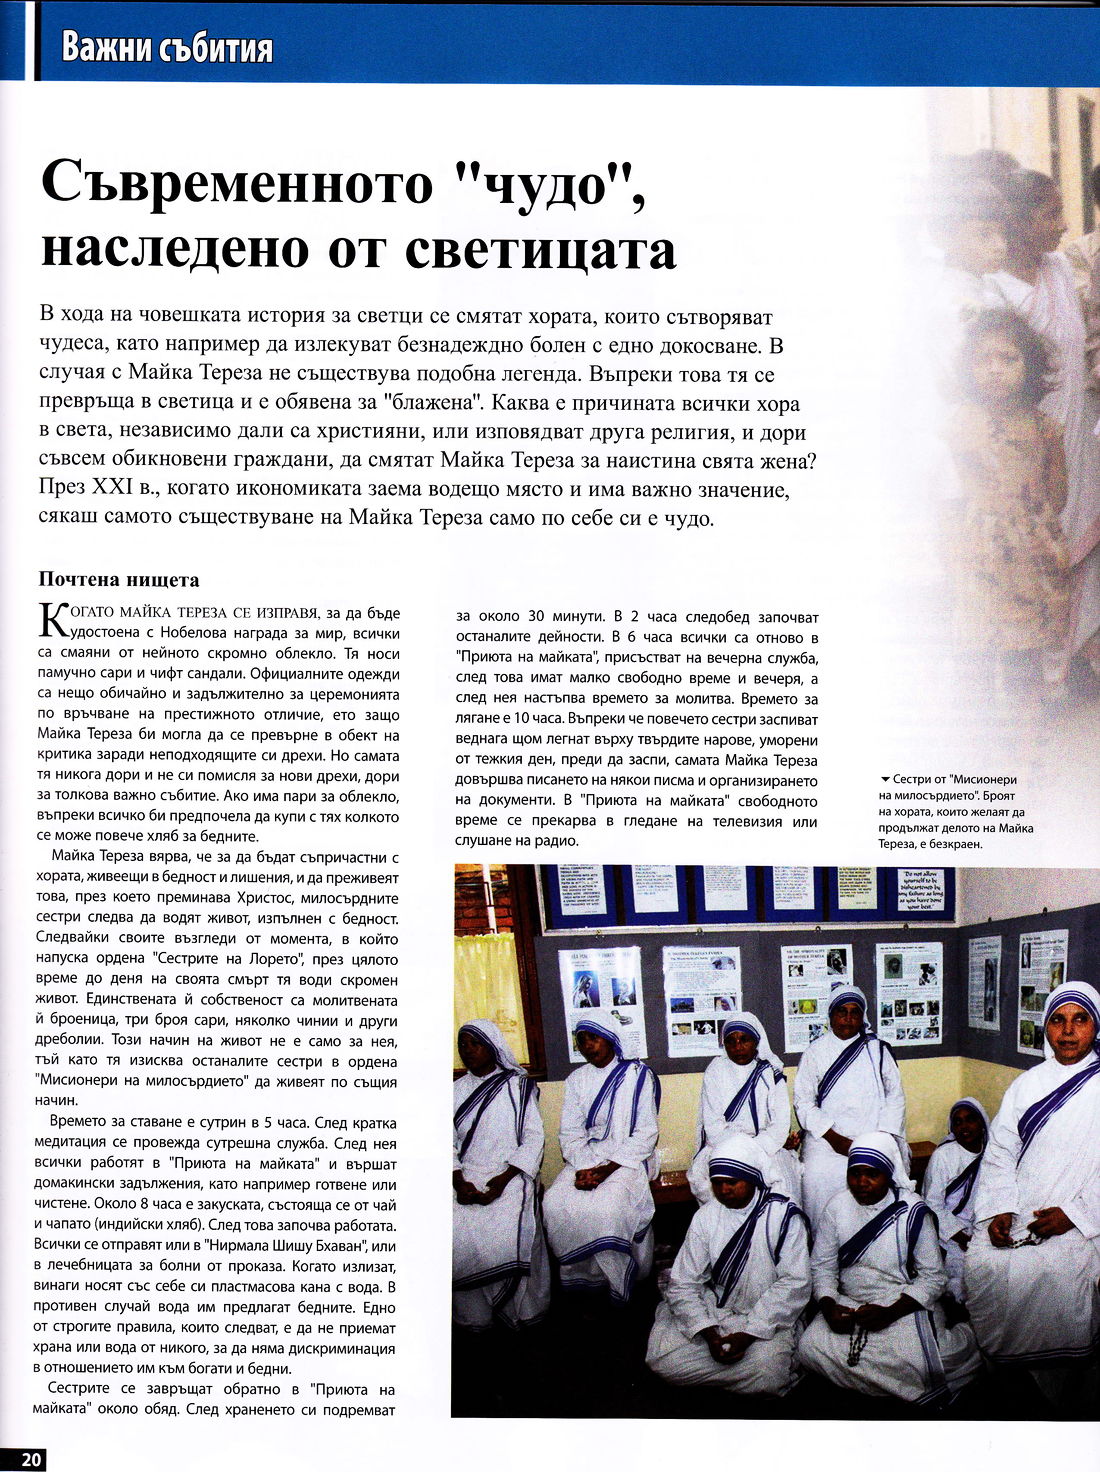 Важни събития
Съвременното "чудо",
наследено от светицата
В хода на човешката история за светци се смятат хората, които сътворяват
чудеса, като например да излекуват безнадеждно болен с едно докосване. В
случая с Майка Тереза не съществува подобна легенда. Въпреки това тя се
превръща в светица и е обявена за "блажена". Каква е причината всички хора
в света, независимо дали са християни, или изповядват друга религия, и дори
съвсем обикновени граждани, да смятат Майка Тереза за наистина свята жена?
През XXI в., когато икономиката заема водещо място и има важно значение,
сякаш самото съществуване на Майка Тереза само по себе си е чудо.
Почтена нищета
КОГАТО МАЙКА ТЕРЕЗА СЕ ИЗПРАВЯ, за да бъде
удостоена с Нобелова награда за мир, всички
са смаяни от нейното скромно облекло. Тя носи
памучно сари и чифт сандали. Официалните одежди
са нещо обичайно и задължително за церемонията
по връчване на престижното отличие, ето защо
Майка Тереза би могла да се превърне в обект на
критика заради неподходящите си дрехи. Но самата
тя никога дори и не си помисля за нови дрехи, дори
за толкова важно събитие. Ако има пари за облекло,
въпреки всичко би предпочела да купи с тях колкото
се може повече хляб за бедните.
Майка Тереза вярва, че за да бъдат съпричастни с
хората, живеещи в бедност и лишения, и да преживеят
това, през което преминава Христос, милосърдните
сестри следва да водят живот, изпълнен с бедност.
Следвайки своите възгледи от момента, в който
напуска ордена "Сестрите на Лорето", през цялото
време до деня на своята смърт тя води скромен
живот. Единствената й собственост са молитвената
й броеница, три броя сари, няколко чинии и други
дреболии. Този начин на живот не е само за нея,
тъй като тя изисква останалите сестри в ордена
"Мисионери на милосърдието" да живеят по същия
начин.
Времето за ставане е сутрин в 5 часа. След кратка
медитация се провежда сутрешна служба. След нея
всички работят в "Приюта на майката" и вършат
домакински задължения, като например готвене или
чистене. Около 8 часа е закуската, състояща се от чай
и чапато (индийски хляб). След това започва работата.
Всички се отправят или в "Нирмала Шишу Бхаван", или
в лечебницата за болни от проказа. Когато излизат,
винаги носят със себе си пластмасова кана с вода. В
противен случай вода им предлагат бедните. Едно
от строгите правила, които следват, е да не приемат
храна или вода от никого, за да няма дискриминация
в отношението им към богати и бедни.
Сестрите се завръщат обратно в "Приюта на
майката" около обяд. След храненето си подремват
за около 30 минути. В 2 часа следобед започват
останалите дейности. В 6 часа всички са отново в
"Приюта на майката", присъстват на вечерна служба,
след това имат малко свободно време и вечеря, а
след нея настъпва времето за молитва. Времето за
лягане е 10 часа. Въпреки че повечето сестри заспиват
веднага щом легнат върху твърдите нарове, уморени
от тежкия ден, преди да заспи, самата Майка Тереза
довършва писането на някои писма и организирането
на документи. В "Приюта на майката" свободното
време се прекарва в гледане на телевизия или
слушане на радио.
▼ Сестри от "Мисионери
на милосърдието". Броят
на хората, които желаят да
продължат делото на Майка
Тереза, е безкраен.
"Do not allow
yourself to be
disheartened by
any failure as long
as you have done
your best."
20